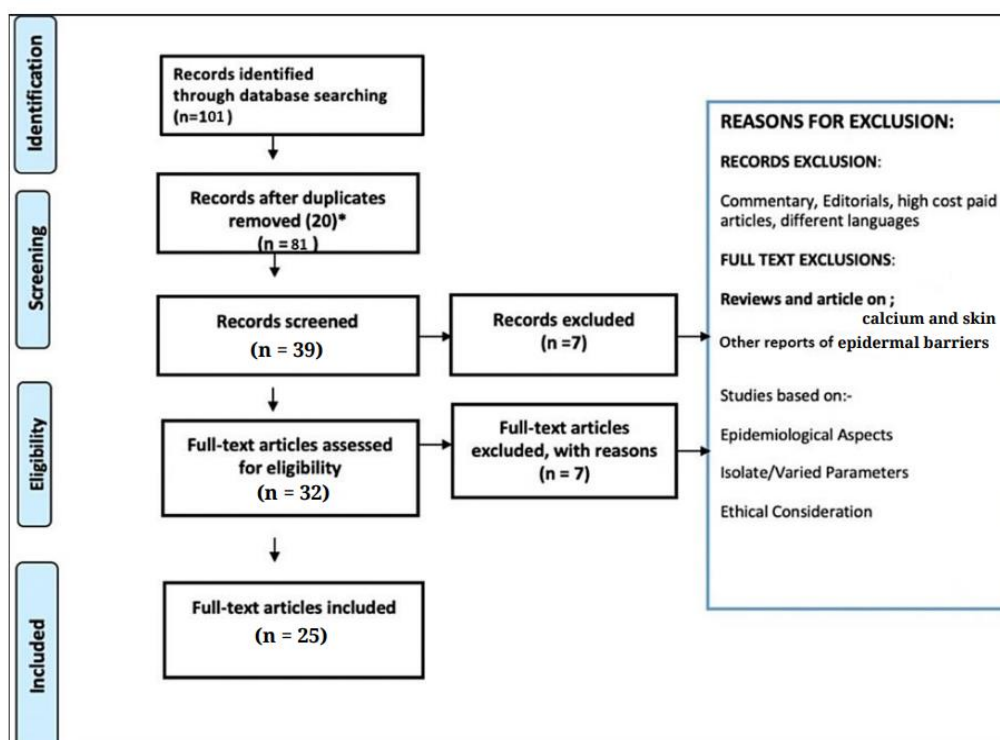 Identification
Records identified
through database searching
(n=101)
Screening
Records after duplicates
removed (20)*
(n = 81 )
Records screened
(n = 39)
Records excluded
(n =7)
Eligibility
Full-text articles assessed
for eligibility
(n = 32)
Full-text articles
excluded, with reasons
(n = 7)
Included
Full-text articles included
(n = 25)
REASONS FOR EXCLUSION:
RECORDS EXCLUSION:
Commentary, Editorials, high cost paid
articles, different languages
FULL TEXT EXCLUSIONS:
Reviews and article on ;
calcium and skin
Other reports of epidermal barriers
Studies based on:-
Epidemiological Aspects
Isolate/Varied Parameters
Ethical Consideration